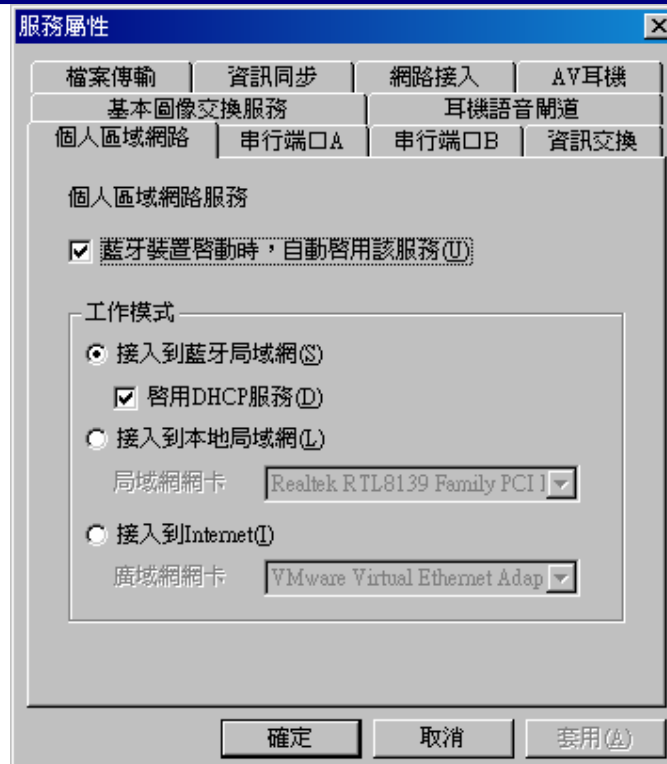 服務屬性
檔案傳輸 資訊同步 網路接入 AV耳機
基本圖像交換服務 耳機語音閘道
個人區域網路 串行端口A 串行端口B 資訊交換
個人區域網路服務
藍牙裝置啓動時，自動啓用該服務(U)
工作模式
接入到藍牙局域網(S)
啓用DHCP服務(D)
接入到本地局域網(L)
局域網網卡 Realtek RTL8139 Family PCI
接入到Internet(I)
廣域網網卡 VMware Virtual Ethernet Adap
確定 取消 套用(A)